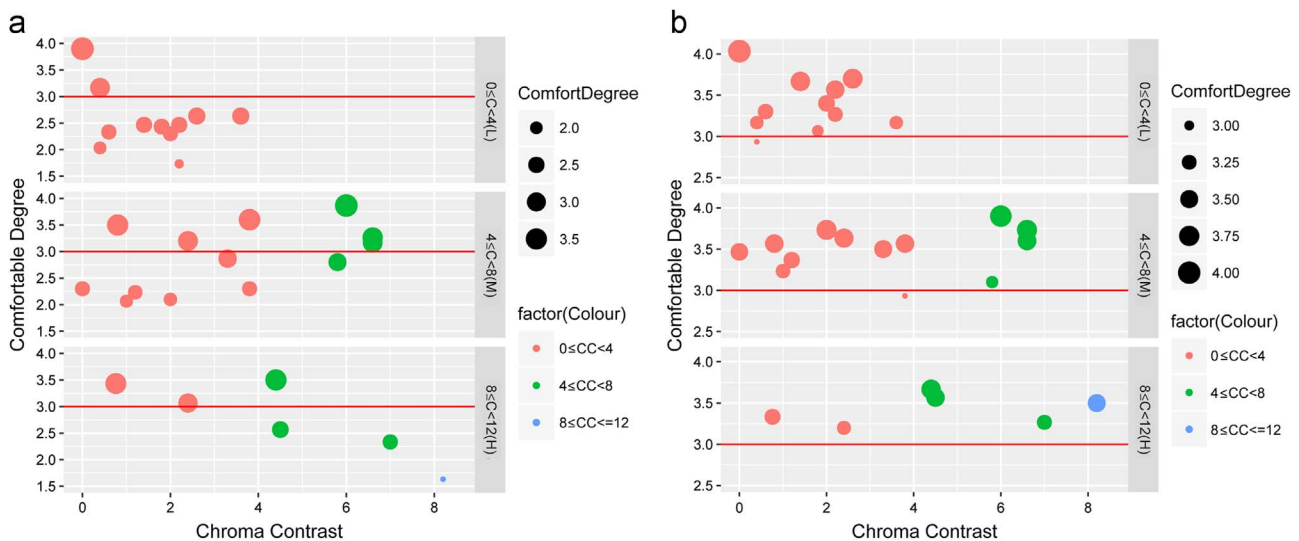 a
4.0
3.5
3.0
2.5
2.0
1.5
0≤C<4(L)
4.0
3.5
3.0
2.5
2.0
1.5
4≤C<8(M)
4.0
3.5
3.0
2.5
2.0
1.5
8≤C<12(H)
Comfortable Degree
0 2 4 6 8
Chroma Contrast
ComfortDegree
2.0
2.5
3.0
3.5
factor(Colour)
0≤CC<4
4≤CC<8
8≤CC<=12
b
4.0
3.5
3.0
2.5
0≤C<4(L)
4.0
3.5
3.0
2.5
4≤C<8(M)
4.0
3.5
3.0
2.5
8≤C<12(H)
Comfortable Degree
0 2 4 6 8
Chroma Contrast
ComfortDegree
3.00
3.25
3.50
3.75
4.00
factor(Colour)
0≤CC<4
4≤CC<8
8≤CC<=12